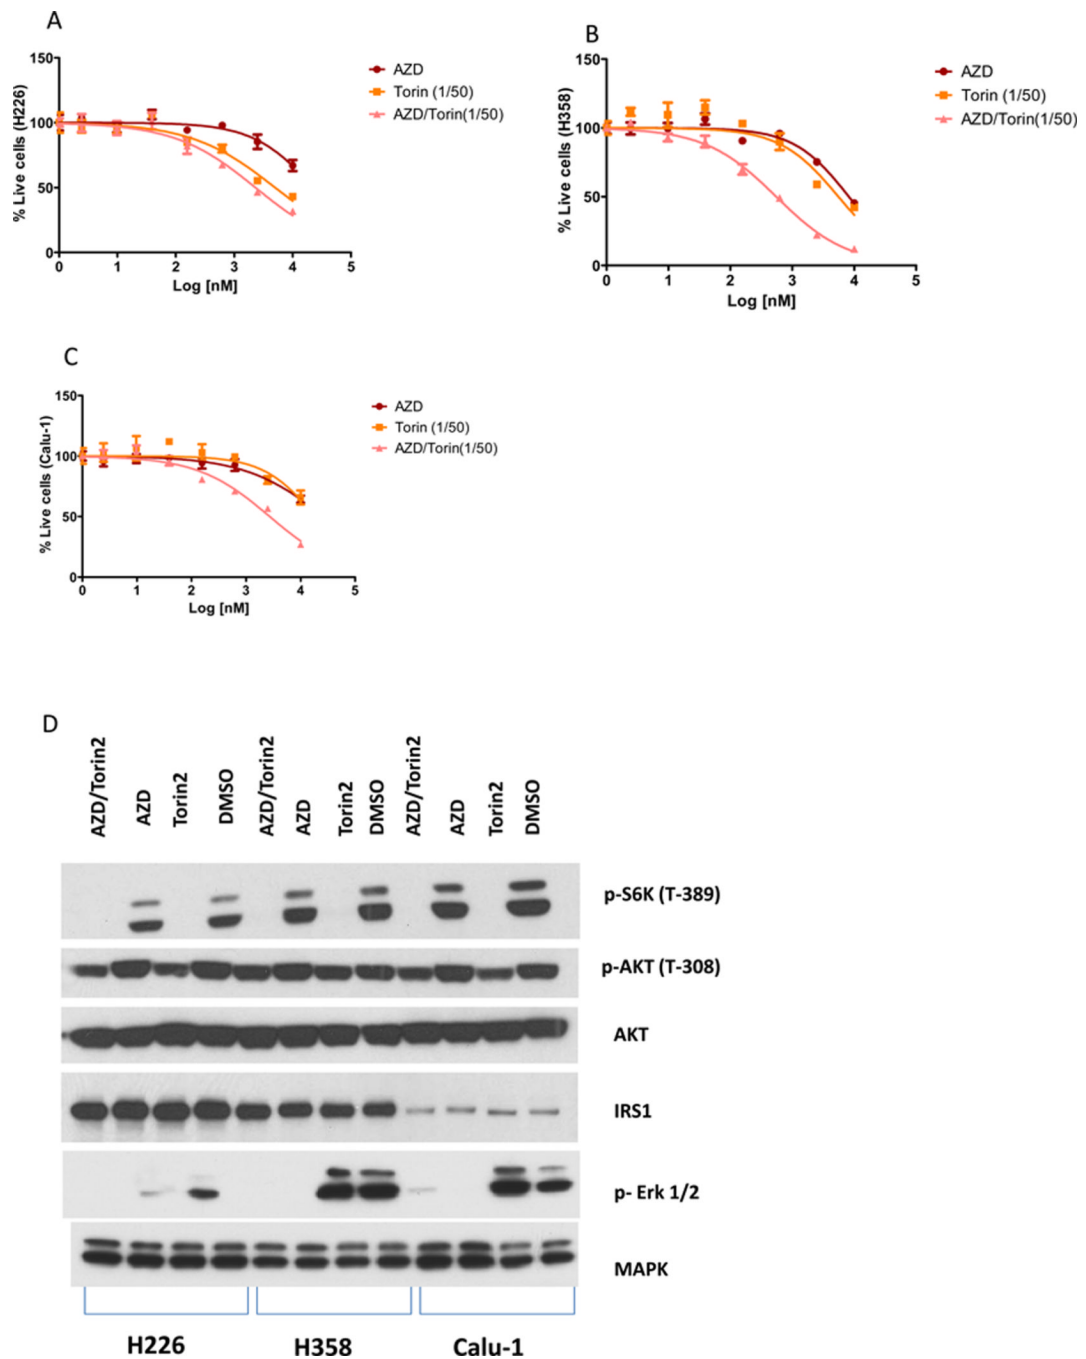 A
150
100
50
0
% Live cells (H226)
0 1 2 3 4 5
Log [nM]
AZD
Torin (1/50)
AZD/Torin(1/50)
B
150
100
50
0
% Live cells (H358)
0 1 2 3 4 5
Log [nM]
AZD
Torin (1/50)
AZD/Torin(1/50)
C
150
100
50
0
% Live cells (Calu-1)
0 1 2 3 4 5
Log [nM]
AZD
Torin (1/50)
AZD/Torin(1/50)
D
AZD/Torin2
AZD
Torin2
DMSO
AZD/Torin2
AZD
Torin2
DMSO
AZD/Torin2
AZD
Torin2
DMSO
p-S6K (T-389)
p-AKT (T-308)
AKT
IRS1
p- Erk 1/2
MAPK
H226 H358 Calu-1